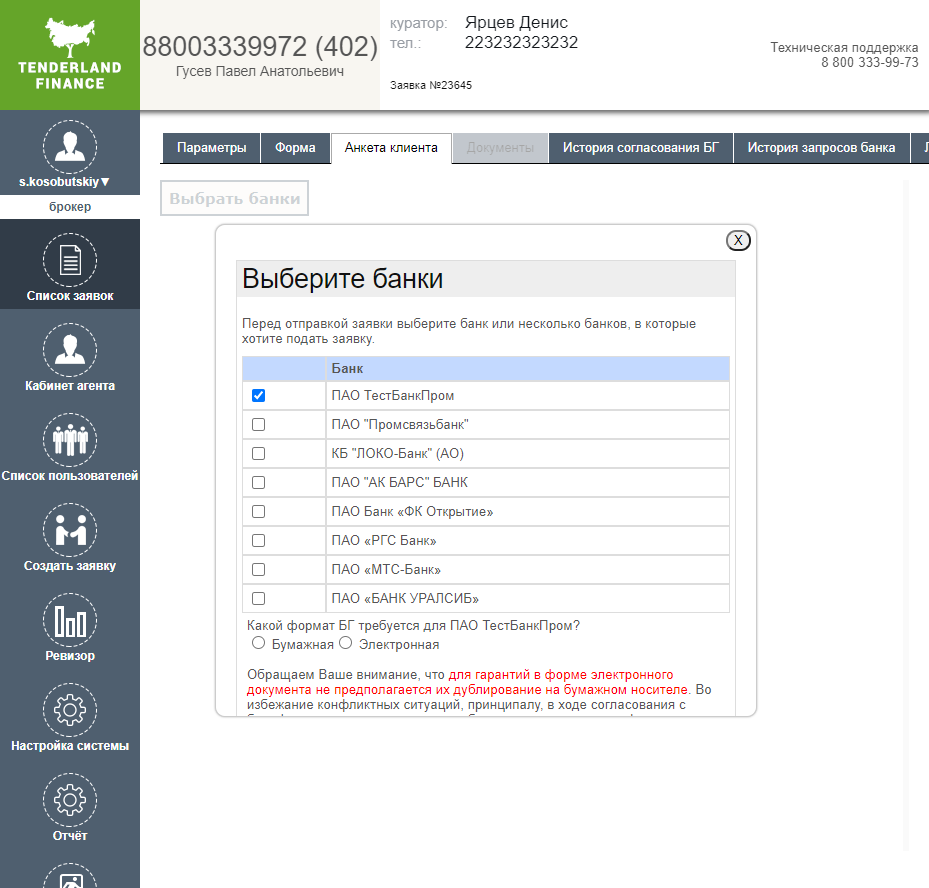 TENDERLAND
FINANCE
88003339972 (402)
Гусев Павел Анатольевич
куратор: Ярцев Денис
тел.: 223232323232
Заявка №23645
Техническая поддержка
8 800 333-99-73
s.kosobutskiy▼
брокер
Список заявок
Кабинет агента
Список пользователей
Создать заявку
Ревизор
Настройка системы
Отчёт
Параметры Форма Анкета клиента Документы История согласования БГ История запросов банка
Выбрать банки
X
Выберите банки
Перед отправкой заявки выберите банк или несколько банков, в которые
хотите подать заявку.
Банк
ПАО ТестБанкПром
ПАО "Промсвязьбанк"
КБ "ЛОКО-Банк" (АО)
ПАО "АК БАРС" БАНК
ПАО Банк «ФК Открытие»
ПАО «РГС Банк»
ПАО «МТС-Банк»
ПАО «БАНК УРАЛСИБ»
Какой формат БГ требуется для ПАО ТестБанкПром?
Бумажная Электронная
Обращаем Ваше внимание, что для гарантий в форме электронного
документа не предполагается их дублирование на бумажном носителе. Во
избежание конфликтных ситуаций, принципалу, в ходе согласования с